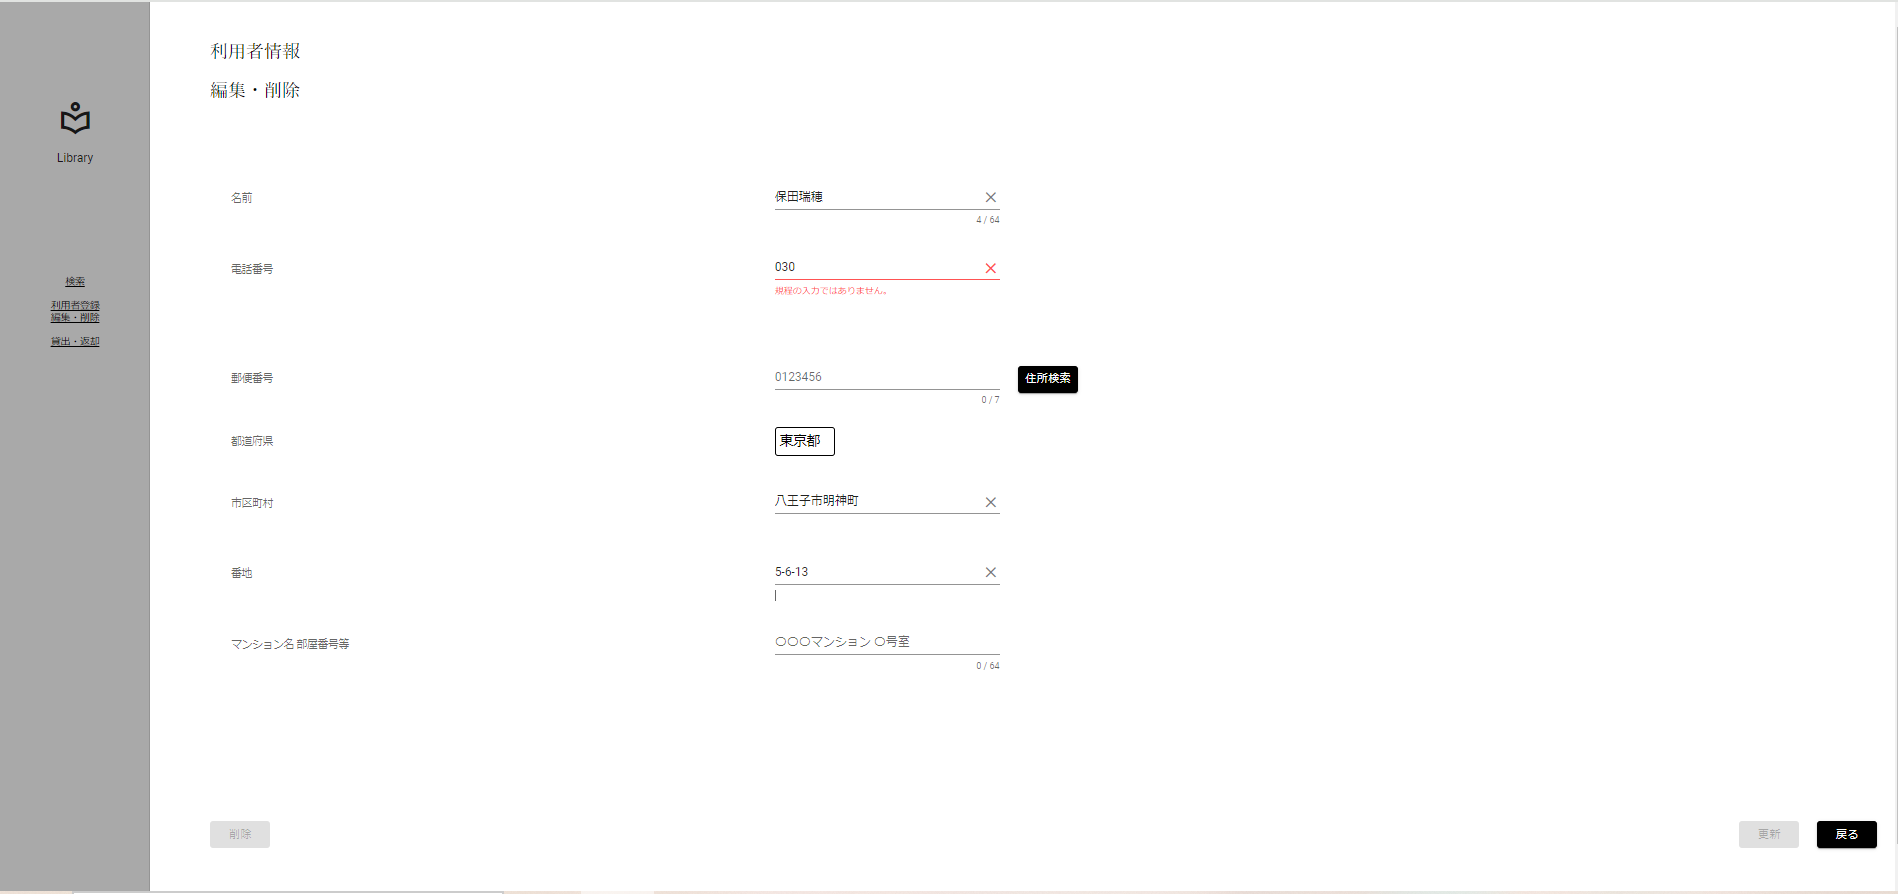 Library
検索
利用者登録
編集・削除
貸出・返却
利用者情報
編集・削除
名前
保田瑞穂
4 / 64
電話番号
030
規程の入力ではありません。
郵便番号
0123456
住所検索
0 / 7
都道府県
東京都
市区町村
八王子市明神町
番地
5-6-13
マンション名 部屋番号等
〇〇〇マンション 〇号室
0 / 64
削除
更新
戻る